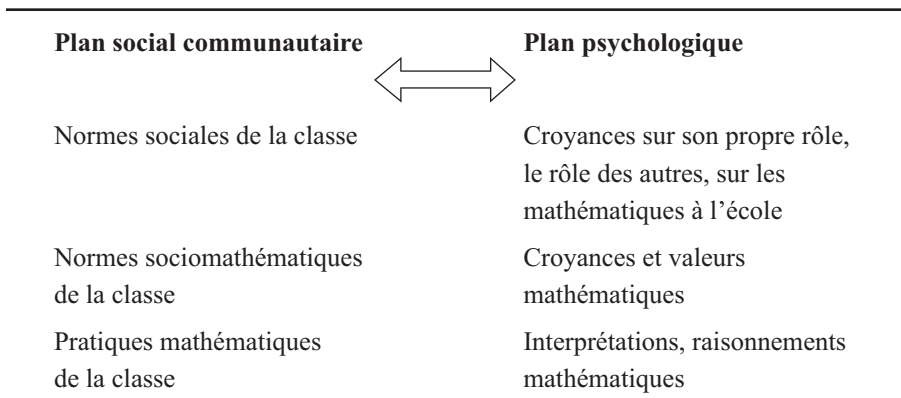 Plan social communautaire
Plan psychologique
Normes sociales de la classe
Croyances sur son propre rôle,
le rôle des autres, sur les
mathématiques à l'école
Normes sociomathématiques
de la classe
Croyances et valeurs
mathématiques
Pratiques mathématiques
de la classe
Interprétations, raisonnements
mathématiques